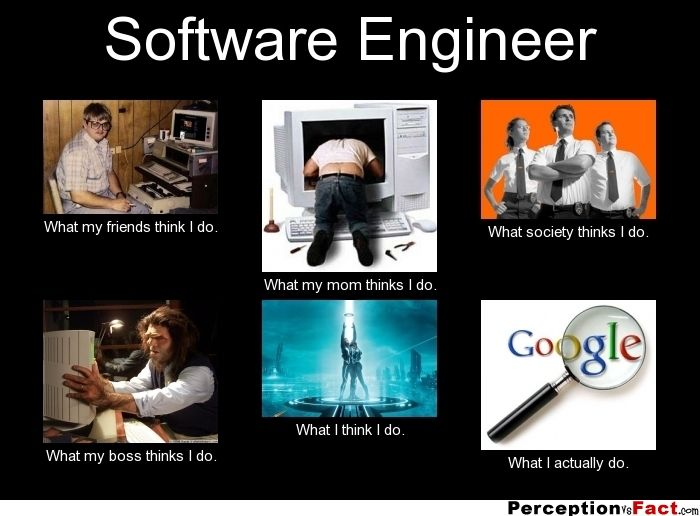 Software Engineer
What my friends think I do.
What my mom thinks I do.
What society thinks I do.
What my boss thinks I do.
What I think I do.
Google
What I actually do.
PerceptionvsFact.com